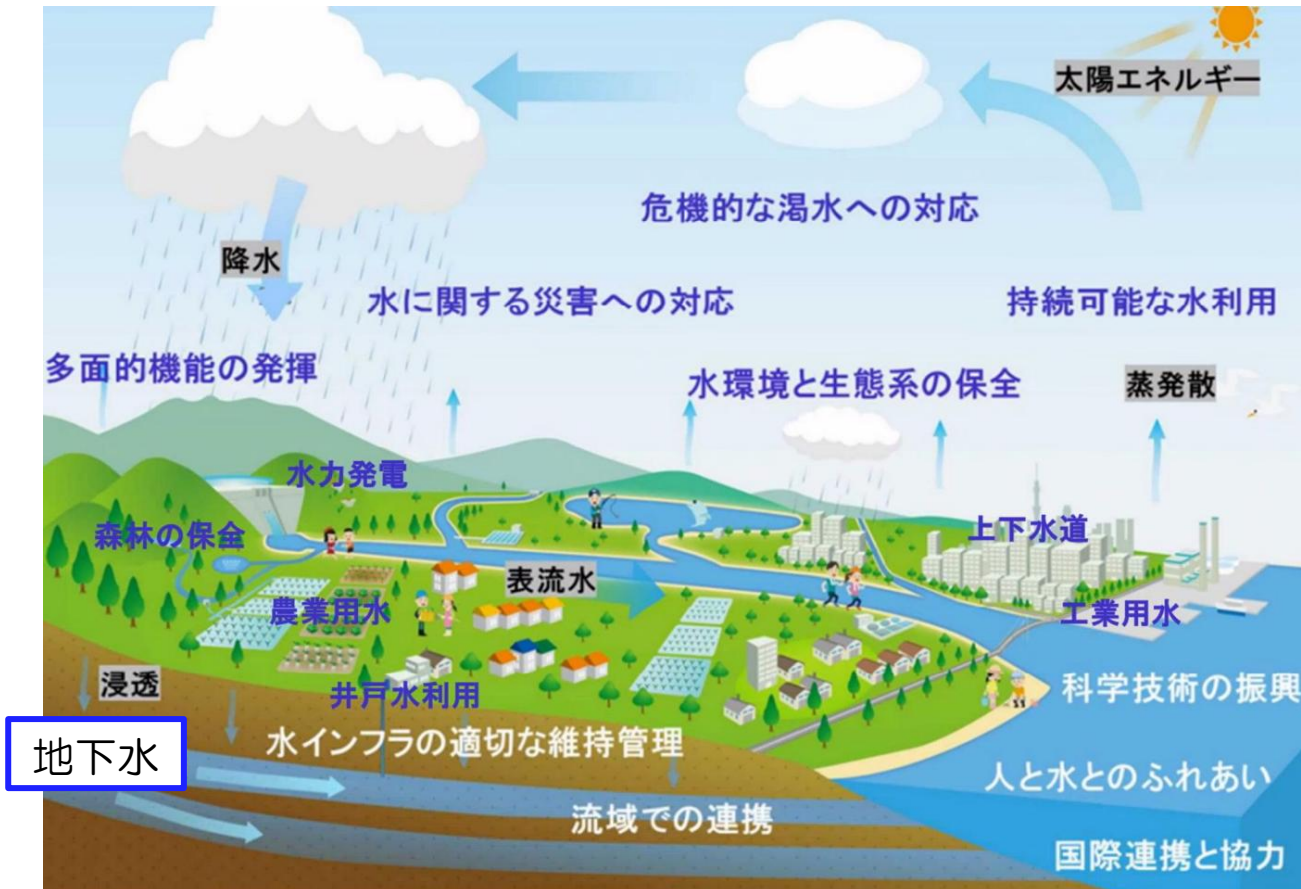 太陽エネルギー
危機的な渇水への対応
降水
水に関する災害への対応
持続可能な水利用
多面的機能の発揮
水環境と生態系の保全
蒸発散
水力発電
森林の保全
上下水道
表流水
農業用水
工業用水
浸透
井戸水利用
科学技術の振興
地下水
水インフラの適切な維持管理
人と水とのふれあい
流域での連携
国際連携と協力